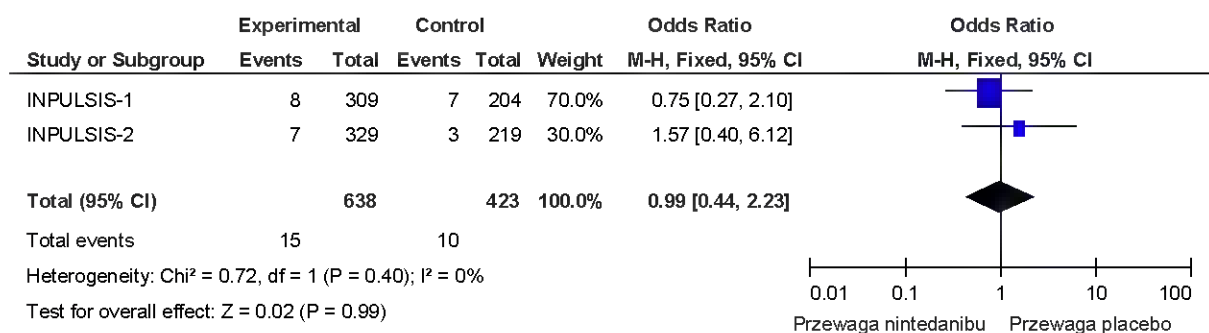 Experimental Control Odds Ratio Odds Ratio
Study or Subgroup Events Total Events Total Weight M-H, Fixed, 95% CI M-H, Fixed, 95% CI
INPULSIS-1 8 309 7 204 70.0% 0.75 [0.27, 2.10]
INPULSIS-2 7 329 3 219 30.0% 1.57 [0.40, 6.12]
Total (95% CI) 638 423 100.0% 0.99 [0.44, 2.23]
Total events 15 10
Heterogeneity: Chi² = 0.72, df = 1 (P = 0.40); I² = 0%
Test for overall effect: Z = 0.02 (P = 0.99)
0.01 0.1 1 10 100
Przewaga nintedanibu Przewaga placebo